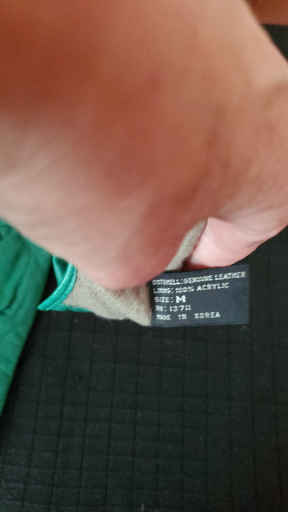 OUTSHELL:GENUINE LEATHER
LINING:100% ACRYLIC
SIZE: M
MADE IN KOREA